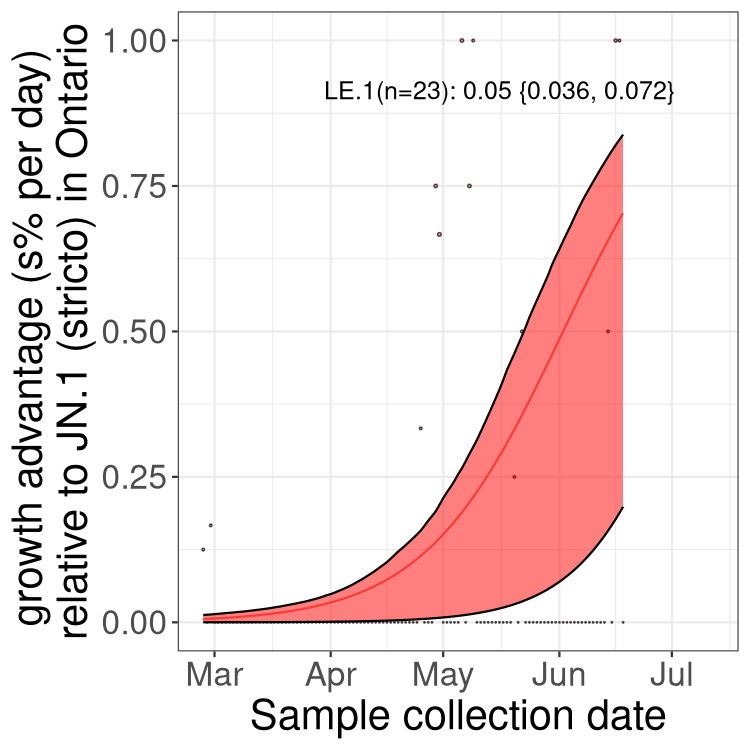 growth advantage (s% per day)
relative to JN.1 (stricto) in Ontario
1.00
0.75
0.50
0.25
0.00
LE.1(n=23): 0.05 {0.036, 0.072}
Mar Apr May Jun Jul
Sample collection date